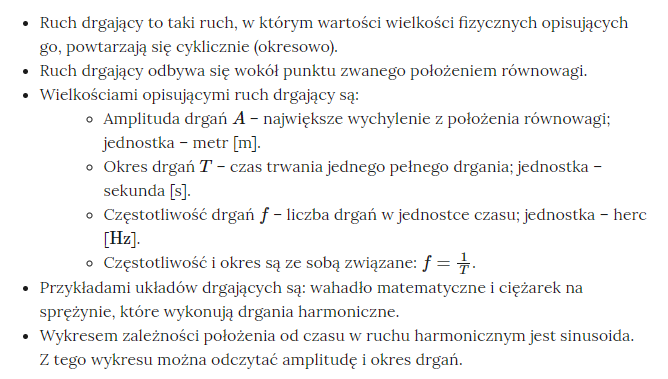 • Ruch drgający to taki ruch, w którym wartości wielkości fizycznych opisujących
go, powtarzają się cyklicznie (okresowo).
• Ruch drgający odbywa się wokół punktu zwanego położeniem równowagi.
• Wielkościami opisującymi ruch drgający są:
◦ Amplituda drgań A – największe wychylenie z położenia równowagi;
jednostka – metr [m].
◦ Okres drgań T – czas trwania jednego pełnego drgania; jednostka –
sekunda [s].
◦ Częstotliwość drgań f – liczba drgań w jednostce czasu; jednostka – herc
[Hz].
◦ Częstotliwość i okres są ze sobą związane: f = 1/T.
• Przykładami układów drgających są: wahadło matematyczne i ciężarek na
sprężynie, które wykonują drgania harmoniczne.
• Wykresem zależności położenia od czasu w ruchu harmonicznym jest sinusoida.
Z tego wykresu można odczytać amplitudę i okres drgań.